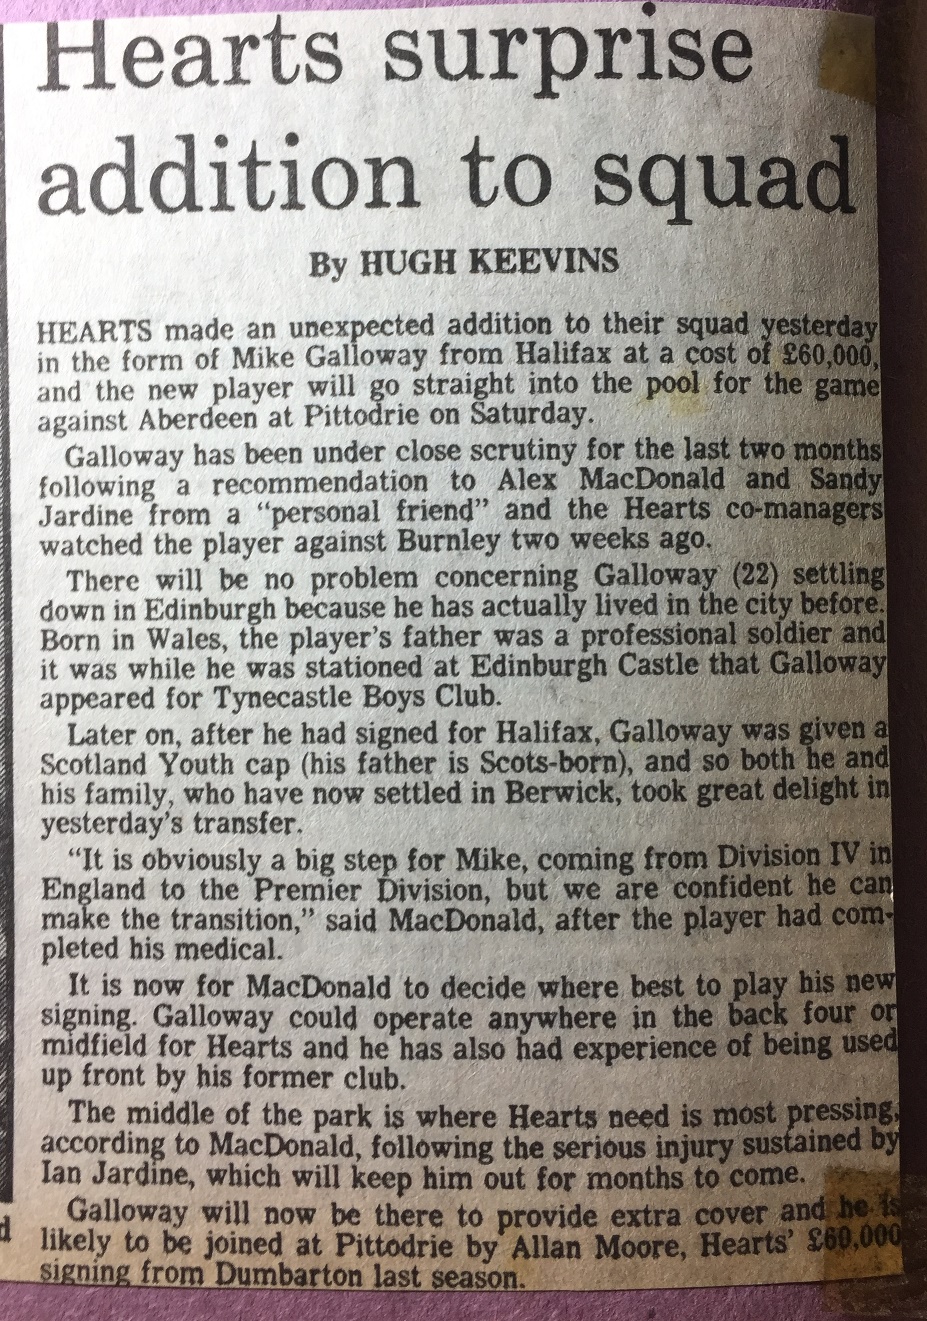 Hearts surprise
addition to squad
By HUGH KEEVINS
HEARTS made an unexpected addition to their squad yesterday
in the form of Mike Galloway from Halifax at a cost of £60,000,
and the new player will go straight into the pool for the game
against Aberdeen at Pittodrie on Saturday.
Galloway has been under close scrutiny for the last two months
following a recommendation to Alex MacDonald and Sandy
Jardine from a “personal friend” and the Hearts co-managers
watched the player against Burnley two weeks ago.
There will be no problem concerning Galloway (22) settling
down in Edinburgh because he has actually lived in the city before.
Born in Wales, the player's father was a professional soldier and
it was while he was stationed at Edinburgh Castle that Galloway
appeared for Tynecastle Boys Club.
Later on, after he had signed for Halifax, Galloway was given a
Scotland Youth cap (his father is Scots-born), and so both he and
his family, who have now settled in Berwick, took great delight in
yesterday's transfer.
“It is obviously a big step for Mike, coming from Division IV in
England to the Premier Division, but we are confident he can
make the transition,” said MacDonald, after the player had com-
pleted his medical.
It is now for MacDonald to decide where best to play his new
signing. Galloway could operate anywhere in the back four or
midfield for Hearts and he has also had experience of being used
up front by his former club.
The middle of the park is where Hearts need is most pressing,
according to MacDonald, following the serious injury sustained by
Ian Jardine, which will keep him out for months to come.
Galloway will now be there to provide extra cover and he is
likely to be joined at Pittodrie by Allan Moore, Hearts' £60,000
signing from Dumbarton last season.
d